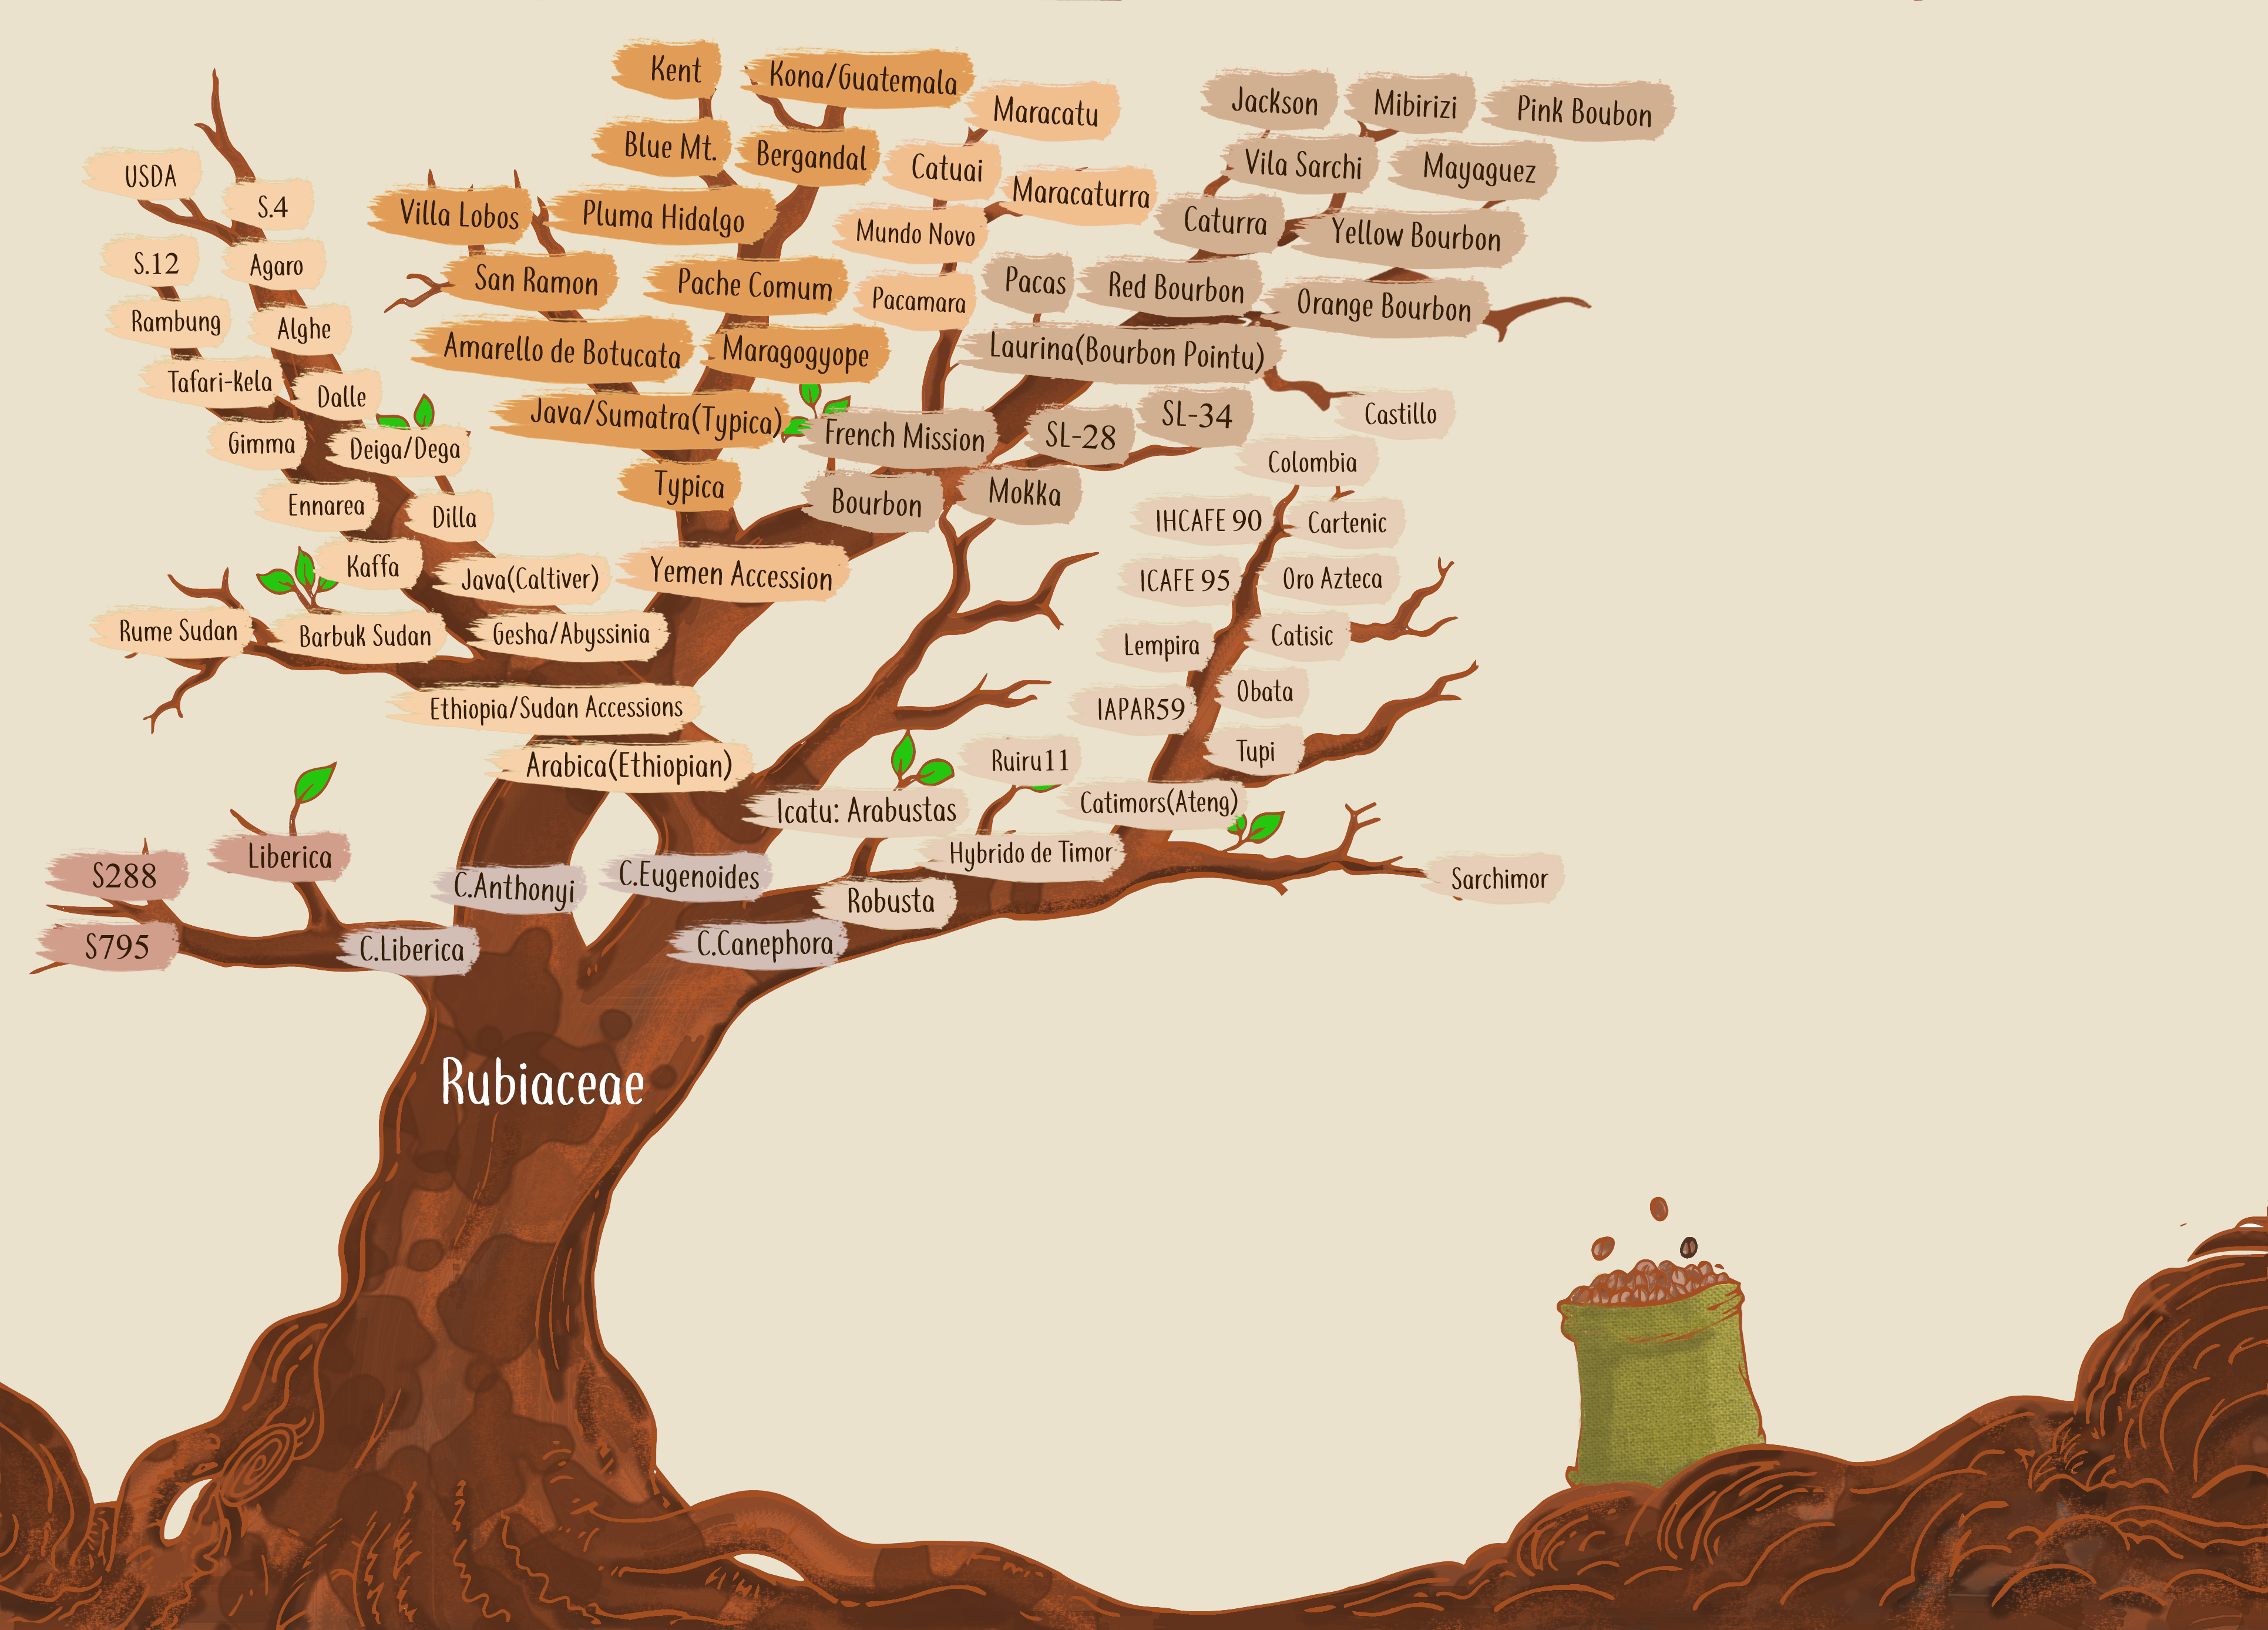 Kent
Kona/Guatemala
Maracatu
Jackson
Mibirizi
Pink Boubon
Blue Mt.
Bergandal
Catuai
Vila Sarchi
Mayaguez
USDA
S.4
Villa Lobos
Pluma Hidalgo
Maracaturra
Mundo Novo
Caturra
Yellow Bourbon
S.12
Agaro
San Ramon
Pache Comum
Pacamara
Pacas
Red Bourbon
Orange Bourbon
Rambung
Alghe
Amarello de Botucata
Maragogyope
Laurina(Bourbon Pointu)
Tafari-kela
Dalle
Java/Sumatra(Typica)
French Mission
SL-28
SL-34
Castillo
Gimma
Deiga/Dega
Colombia
Typica
Bourbon
Mokka
Ennarea
Dilla
IHCAFE 90
Cartenic
Kaffa
Java(Caltiver)
Yemen Accession
ICAFE 95
Oro Azteca
Rume Sudan
Barbuk Sudan
Gesha/Abyssinia
Lempira
Catisic
Ethiopia/Sudan Accessions
IAPAR59
Obata
Arabica(Ethiopian)
Ruiru11
Tupi
Icatu: Arabustas
Catimors(Ateng)
S288
Liberica
C.Anthonyi
C.Eugenoides
Hybrido de Timor
Sarchimor
Robusta
S795
C.Liberica
C.Canephora
Rubiaceae